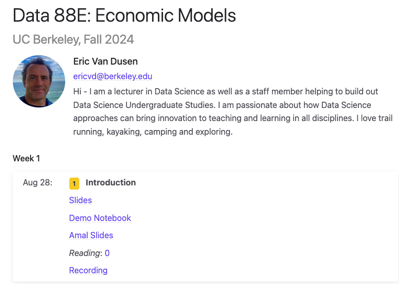 Data 88E: Economic Models
UC Berkeley, Fall 2024
Eric Van Dusen
ericvd@berkeley.edu
Hi - I am a lecturer in Data Science as well as a staff member helping to build out
Data Science Undergraduate Studies. I am passionate about how Data Science
approaches can bring innovation to teaching and learning in all disciplines. I love trail
running, kayaking, camping and exploring.
Week 1
Aug 28: 1 Introduction
Slides
Demo Notebook
Amal Slides
Reading: 0
Recording